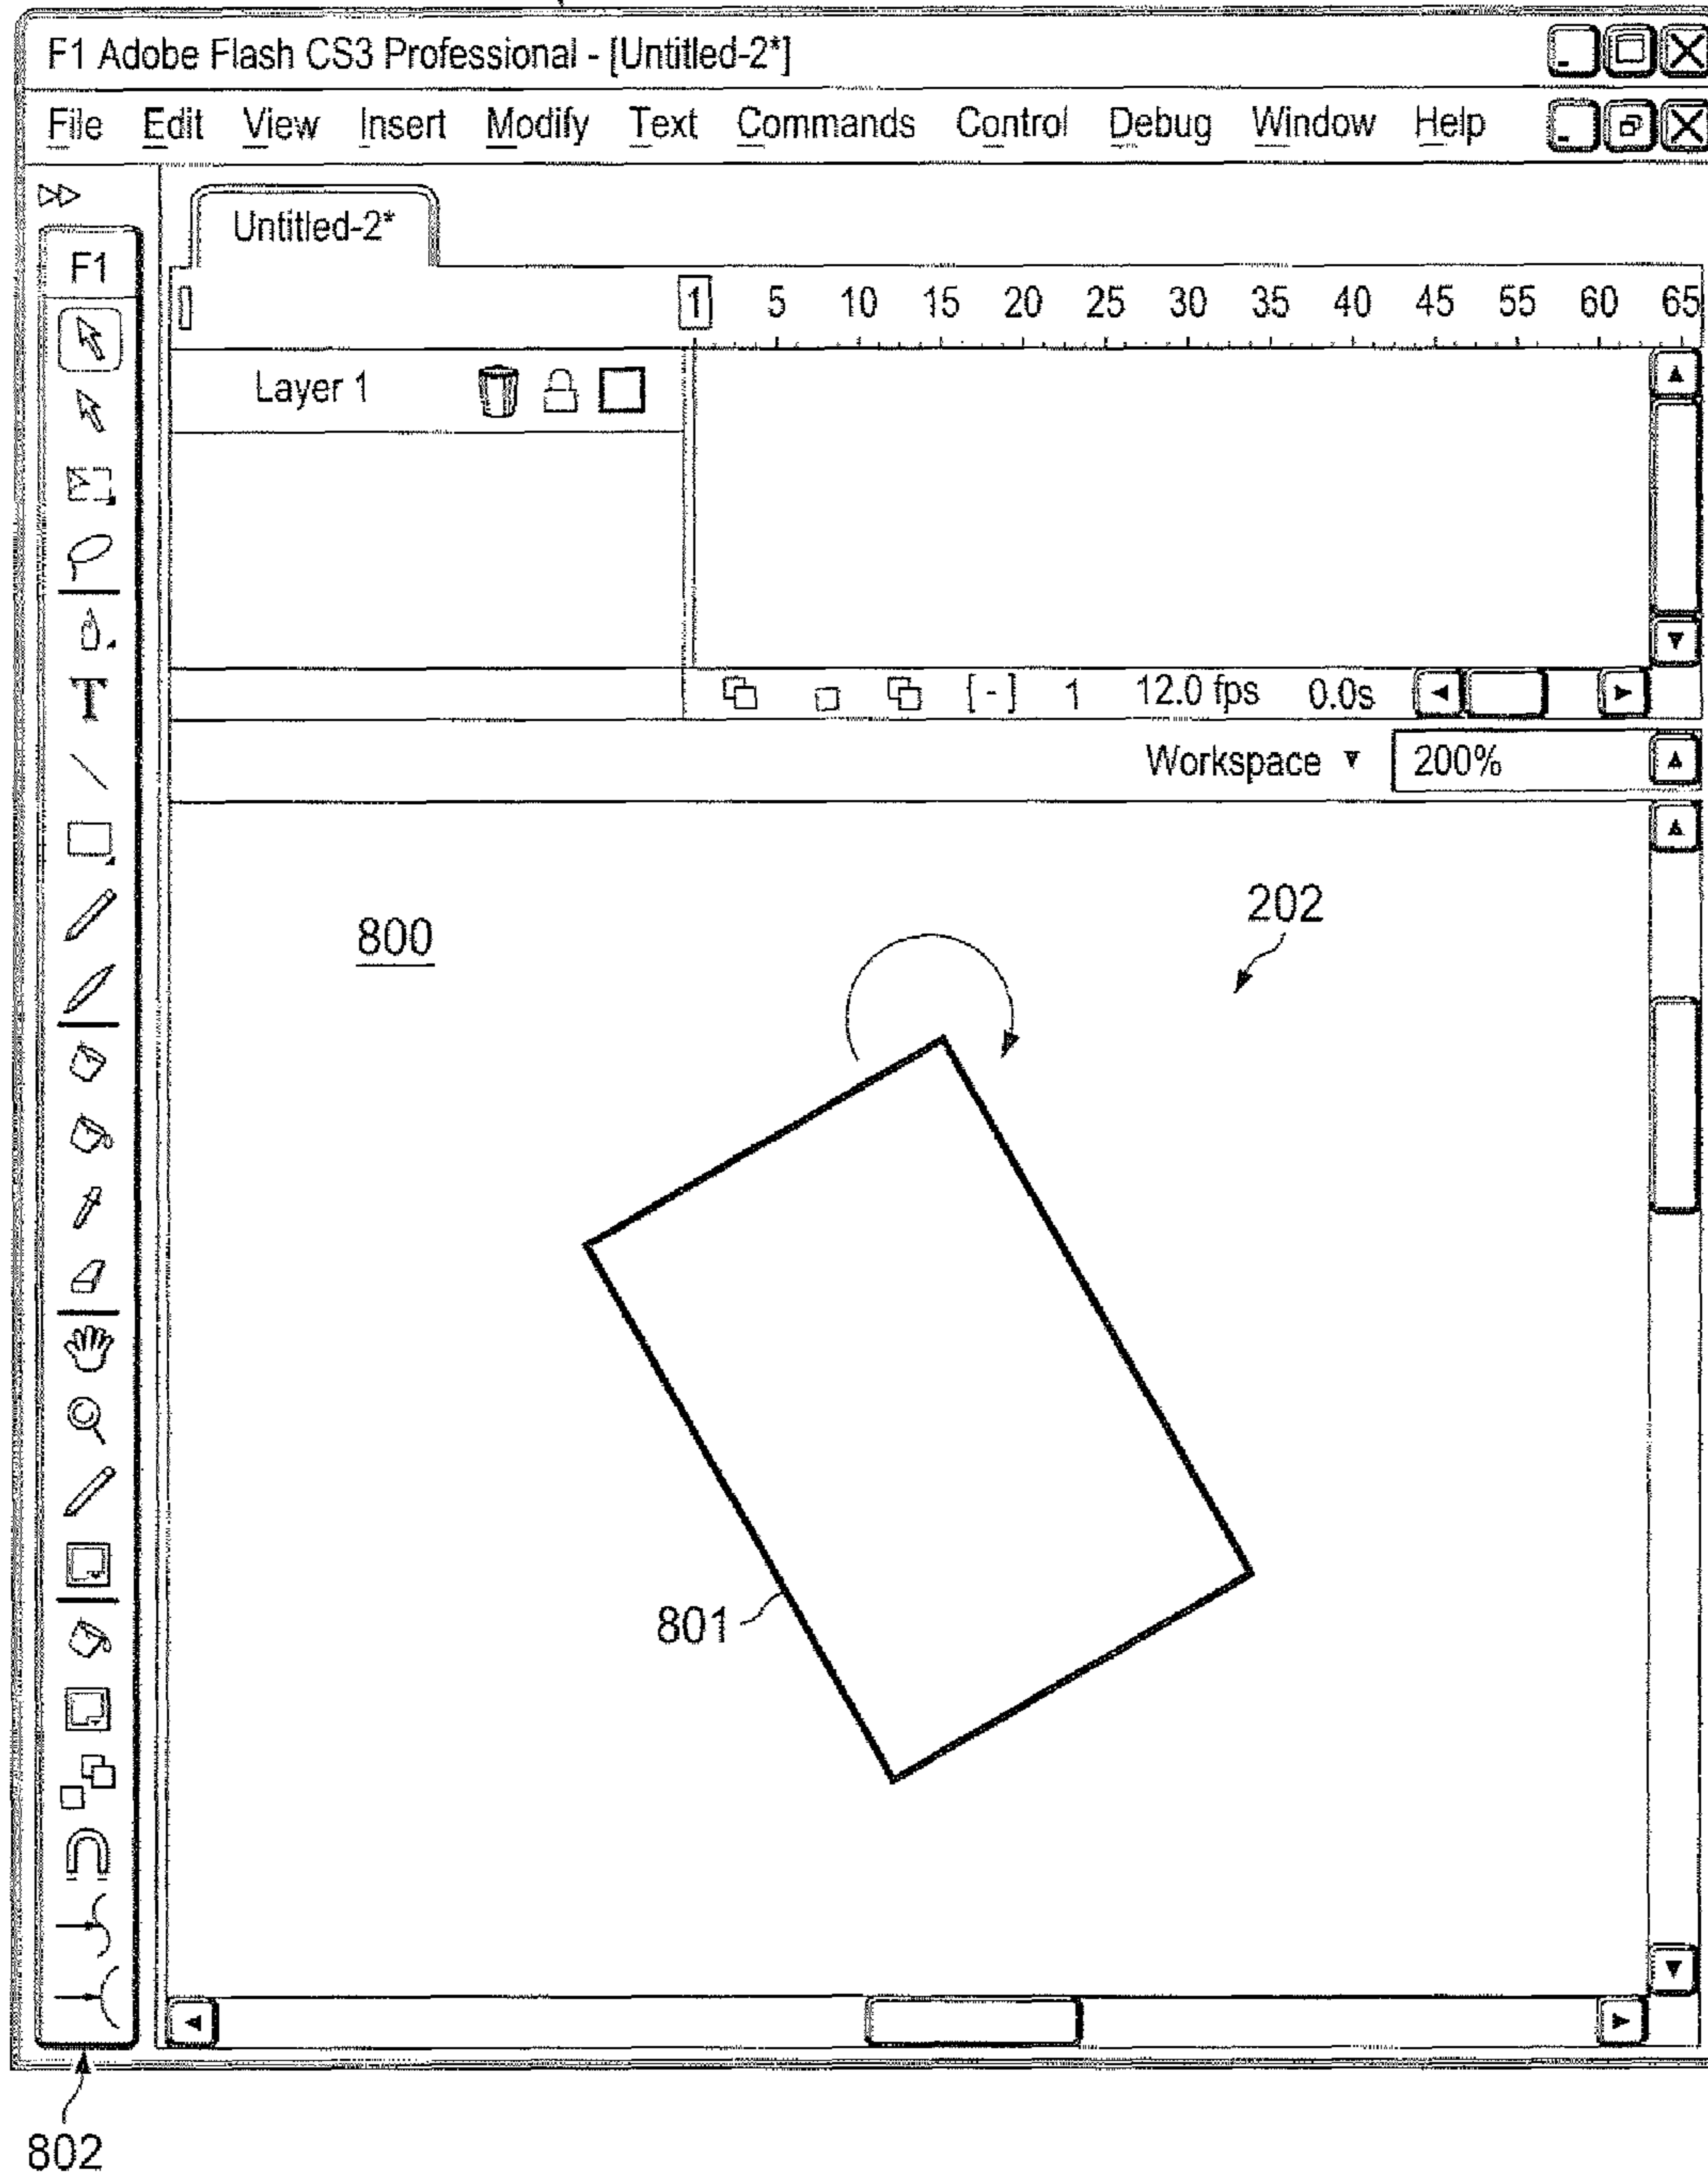 F1 Adobe Flash CS3 Professional - [Untitled-2*]
File Edit View Insert Modify Text Commands Control Debug Window Help
Untitled-2*
F1
1 5 10 15 20 25 30 35 40 45 55 60 65
Layer 1
T
[-] 1 12.0 fps 0.0s
Workspace 200%
800
202
801
802